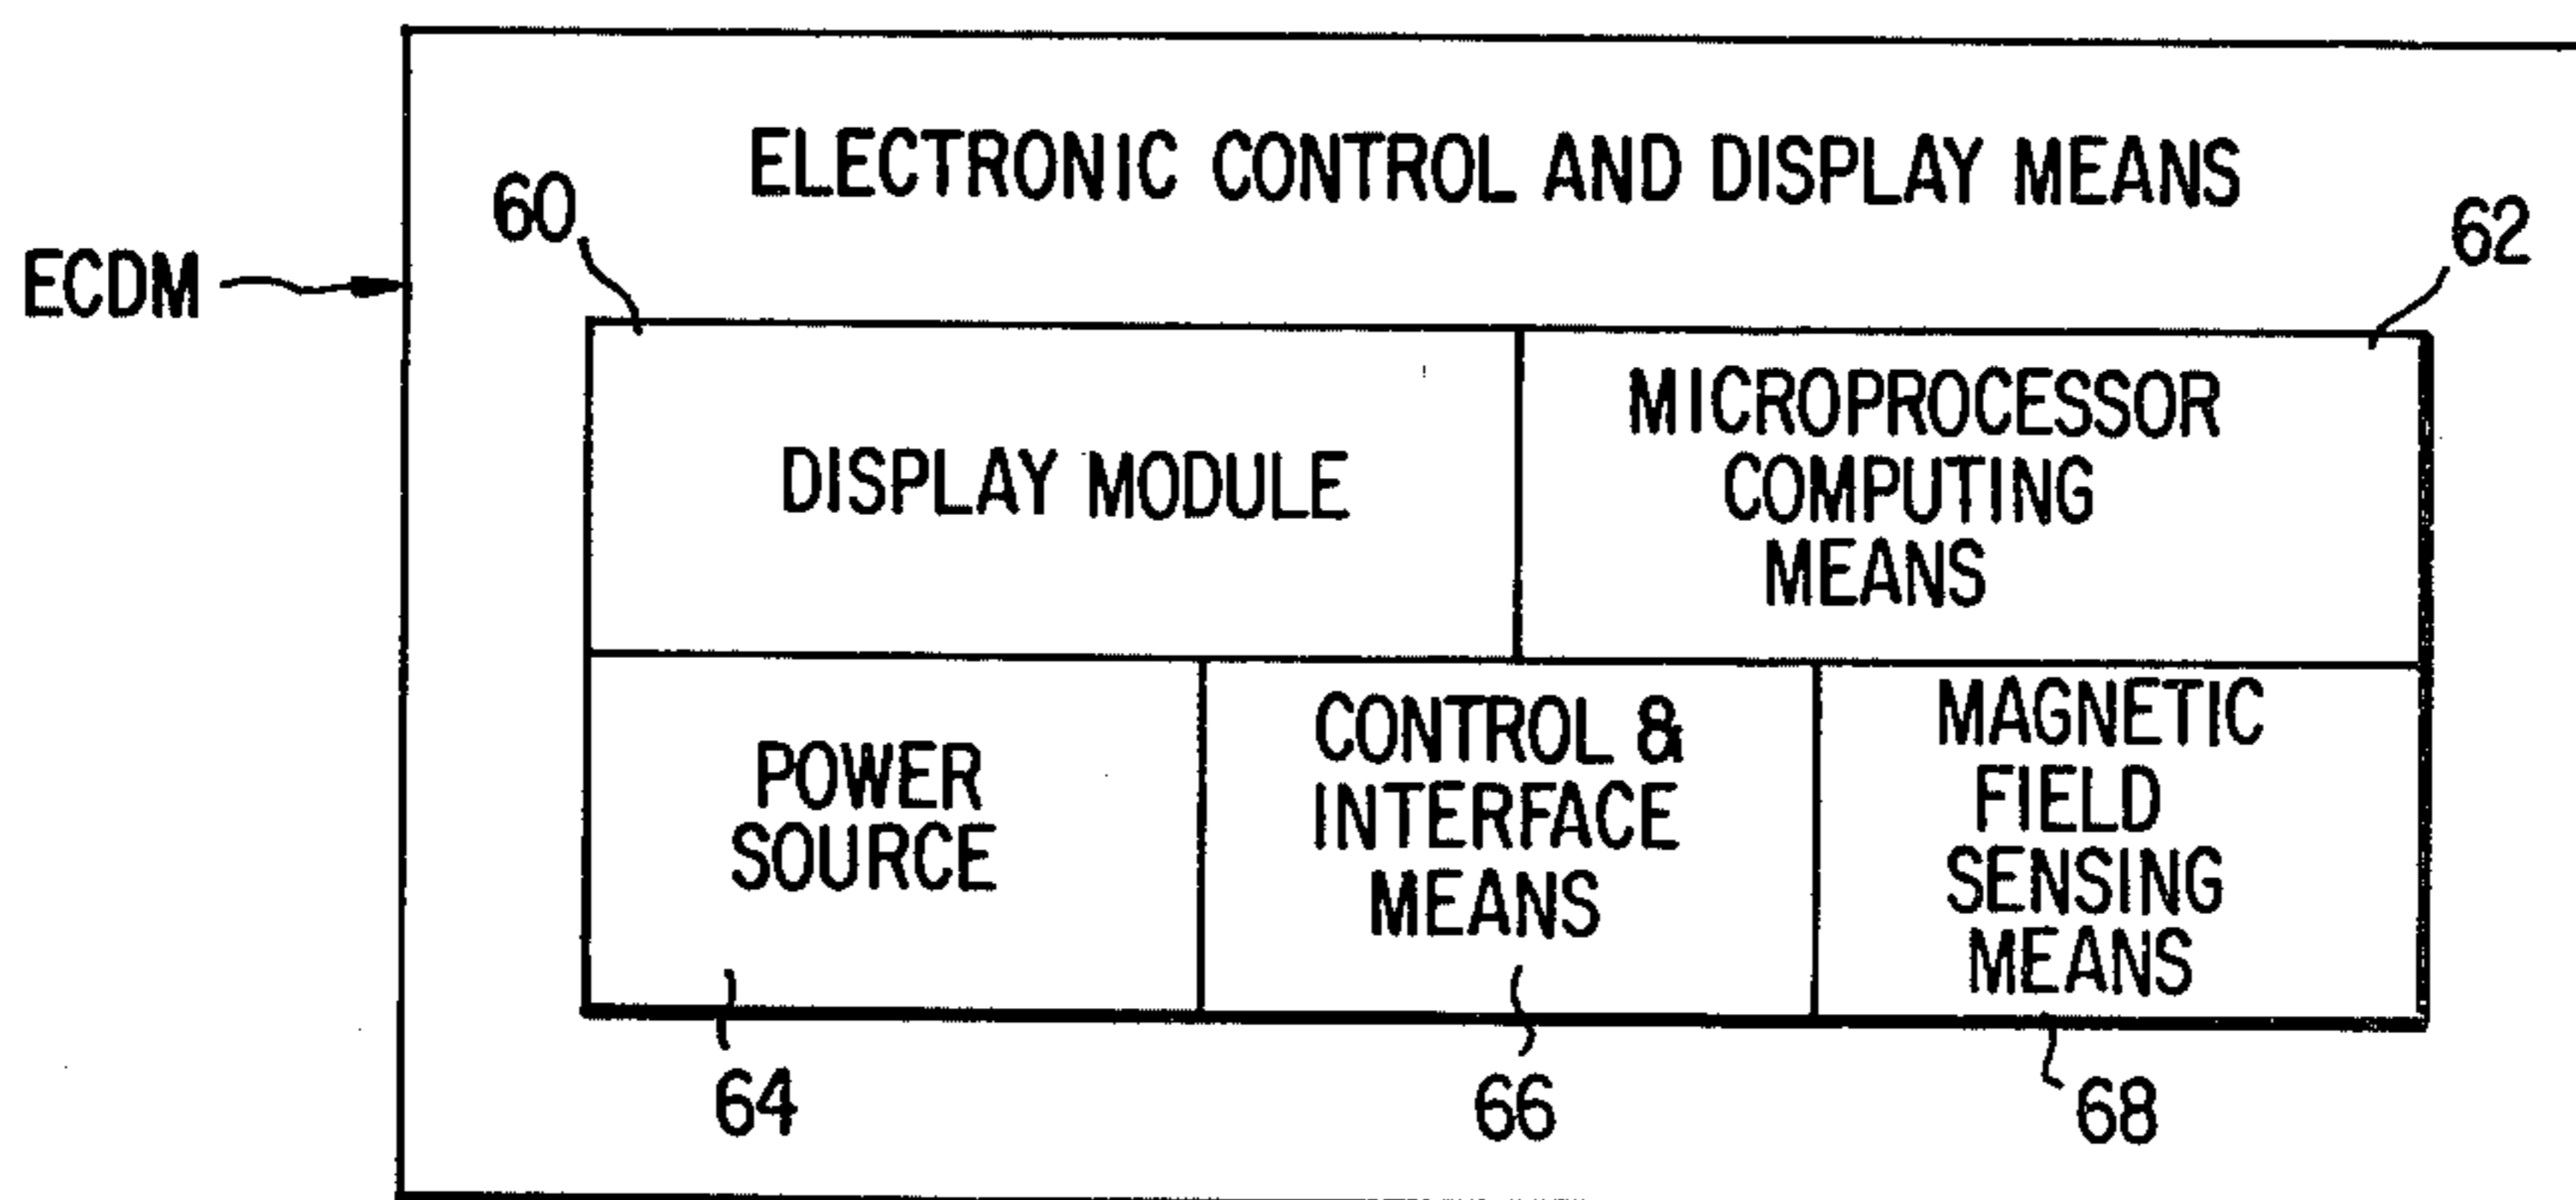 ELECTRONIC CONTROL AND DISPLAY MEANS
60
62
ECDM
DISPLAY MODULE
MICROPROCESSOR
COMPUTING
MEANS
POWER
SOURCE
CONTROL &
INTERFACE
MEANS
MAGNETIC
FIELD
SENSING
MEANS
64
66
68